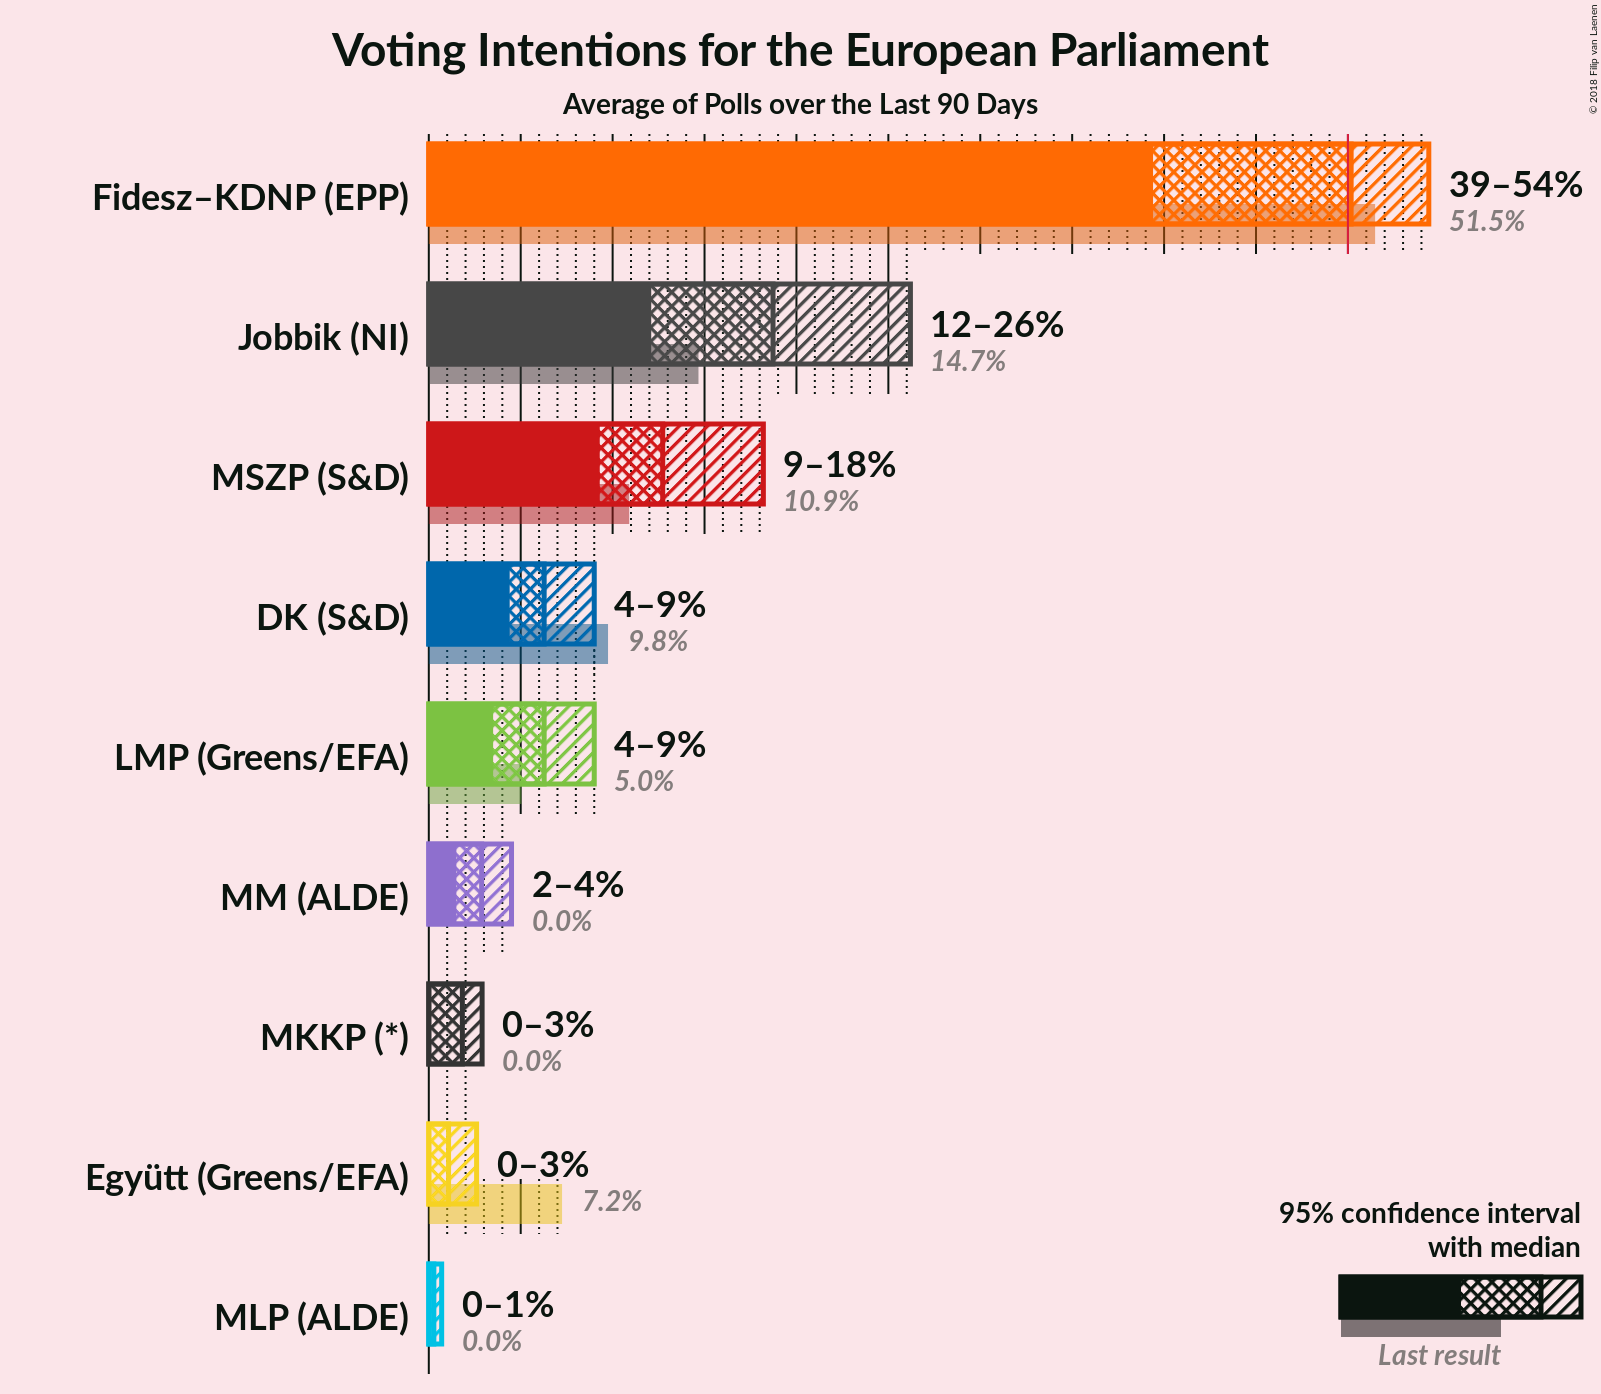 © 2018 Filip van Laenen
Voting Intentions for the European Parliament
Average of Polls over the Last 90 Days
Fidesz–KDNP (EPP)
39–54%
51.5%
Jobbik (NI)
12–26%
14.7%
MSZP (S&D)
9–18%
10.9%
DK (S&D)
4–9%
9.8%
LMP (Greens/EFA)
4–9%
5.0%
MM (ALDE)
2–4%
0.0%
MKKP (*)
0–3%
0.0%
Együtt (Greens/EFA)
0–3%
7.2%
MLP (ALDE)
0–1%
0.0%
95% confidence interval
with median
Last result